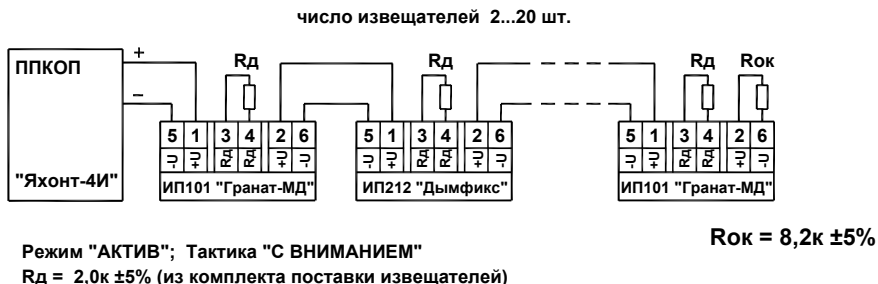 число извещателей 2...20 шт.
ППКОП
+
Rд
Rд
Rд
Rок
–
5 1 3 4 2 6
5 1 3 4 2 6
5 1 3 4 2 6
-U +U Rд Rд +U -U
-U +U Rд Rд +U -U
-U +U Rд Rд +U -U
"Яхонт-4И"
ИП101 "Гранат-МД"
ИП212 "Дымфикс"
ИП101 "Гранат-МД"
Rок = 8,2к ±5%
Режим "АКТИВ"; Тактика "С ВНИМАНИЕМ"
Rд = 2,0к ±5% (из комплекта поставки извещателей)